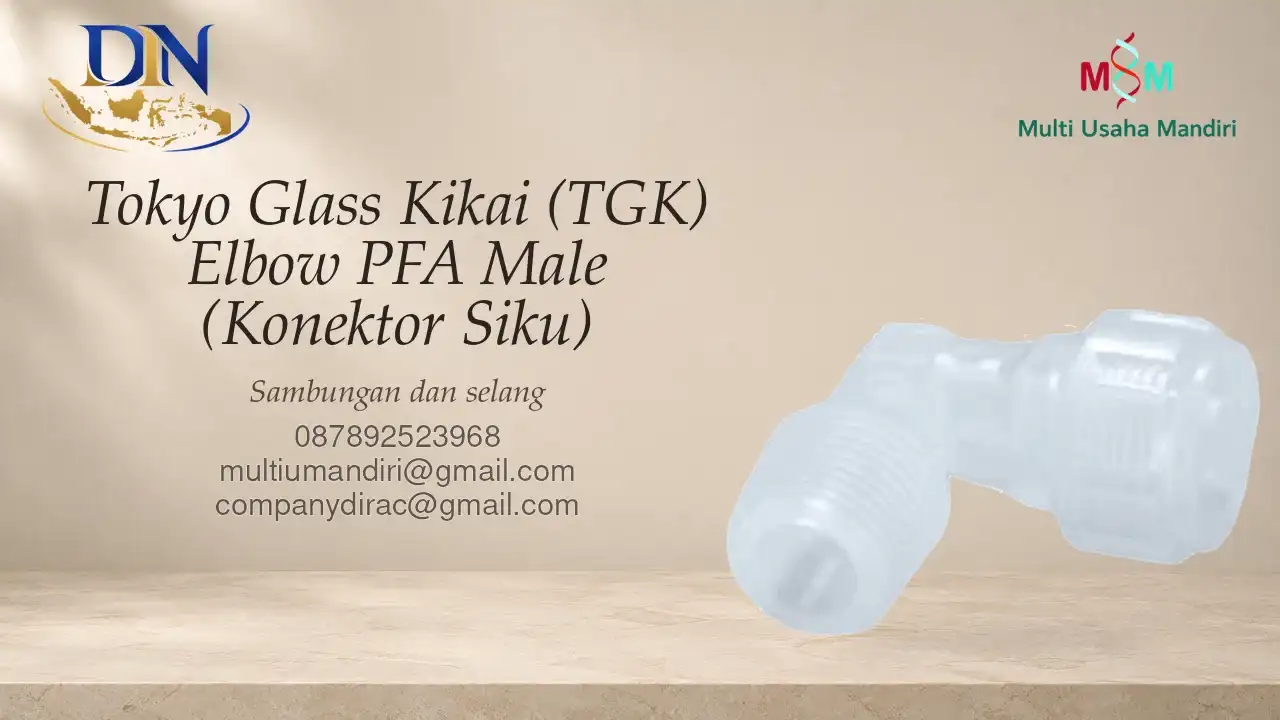 DN
M M
Multi Usaha Mandiri
Tokyo Glass Kikai (TGK)
Elbow PFA Male
(Konektor Siku)
Sambungan dan selang
087892523968
multiumandiri@gmail.com
companydirac@gmail.com